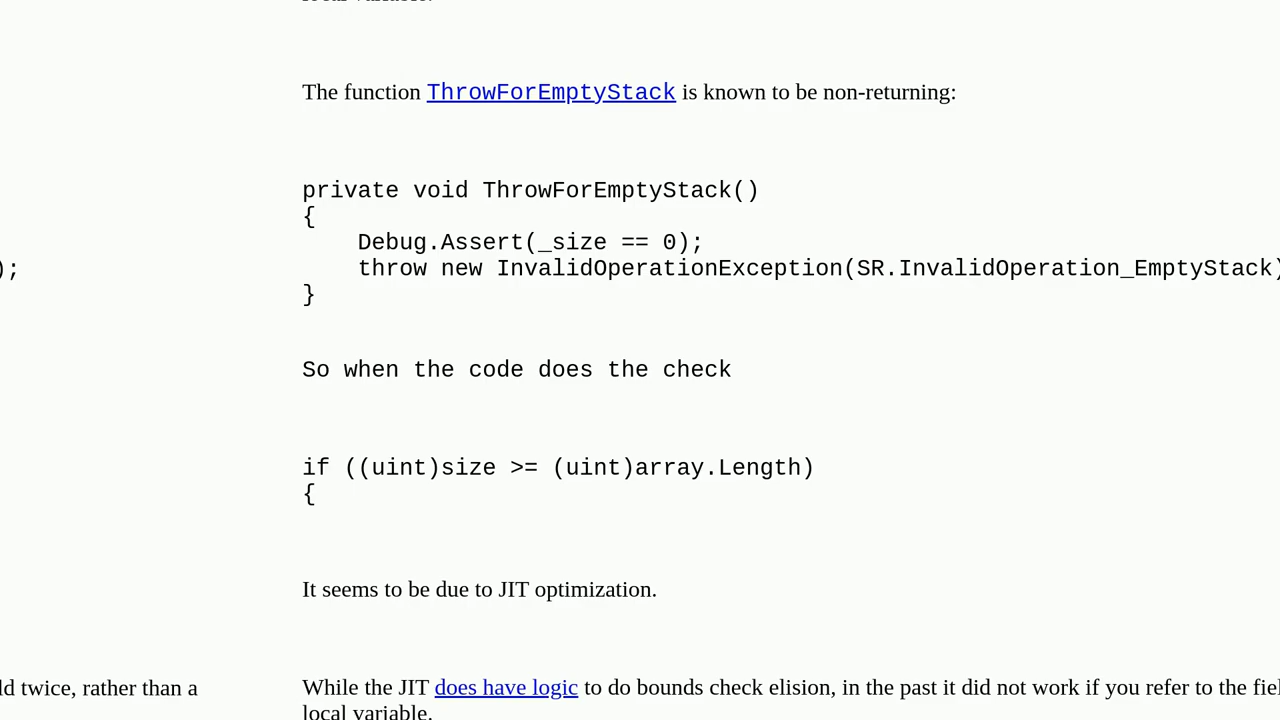 The function ThrowForEmptyStack is known to be non-returning:
private void ThrowForEmptyStack()
{
    Debug.Assert(_size == 0);
);
    throw new InvalidOperationException(SR.InvalidOperation_EmptyStack)
}
So when the code does the check
if ((uint)size >= (uint)array.Length)
{
It seems to be due to JIT optimization.
twice, rather than a
While the JIT does have logic to do bounds check elision, in the past it did not work if you refer to the
local variable.